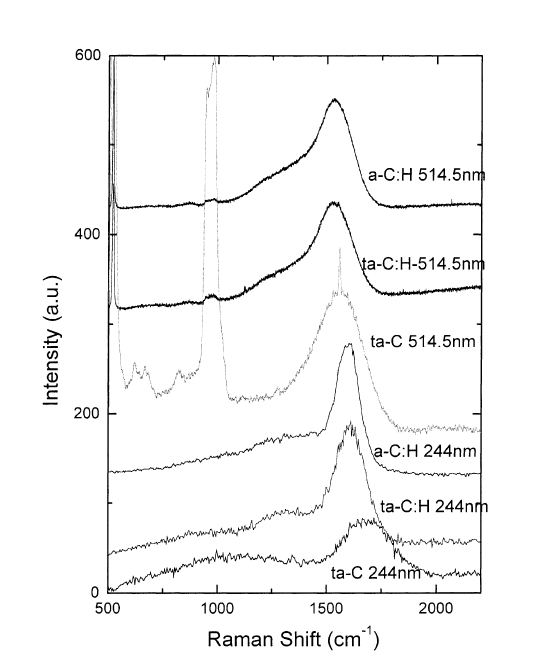 600
400
200
0
Intensity (a.u.)
a-C:H 514.5nm
ta-C:H-514.5nm
ta-C 514.5nm
a-C:H 244nm
ta-C:H 244nm
ta-C 244nm
500
1000
1500
2000
Raman Shift (cm⁻¹)